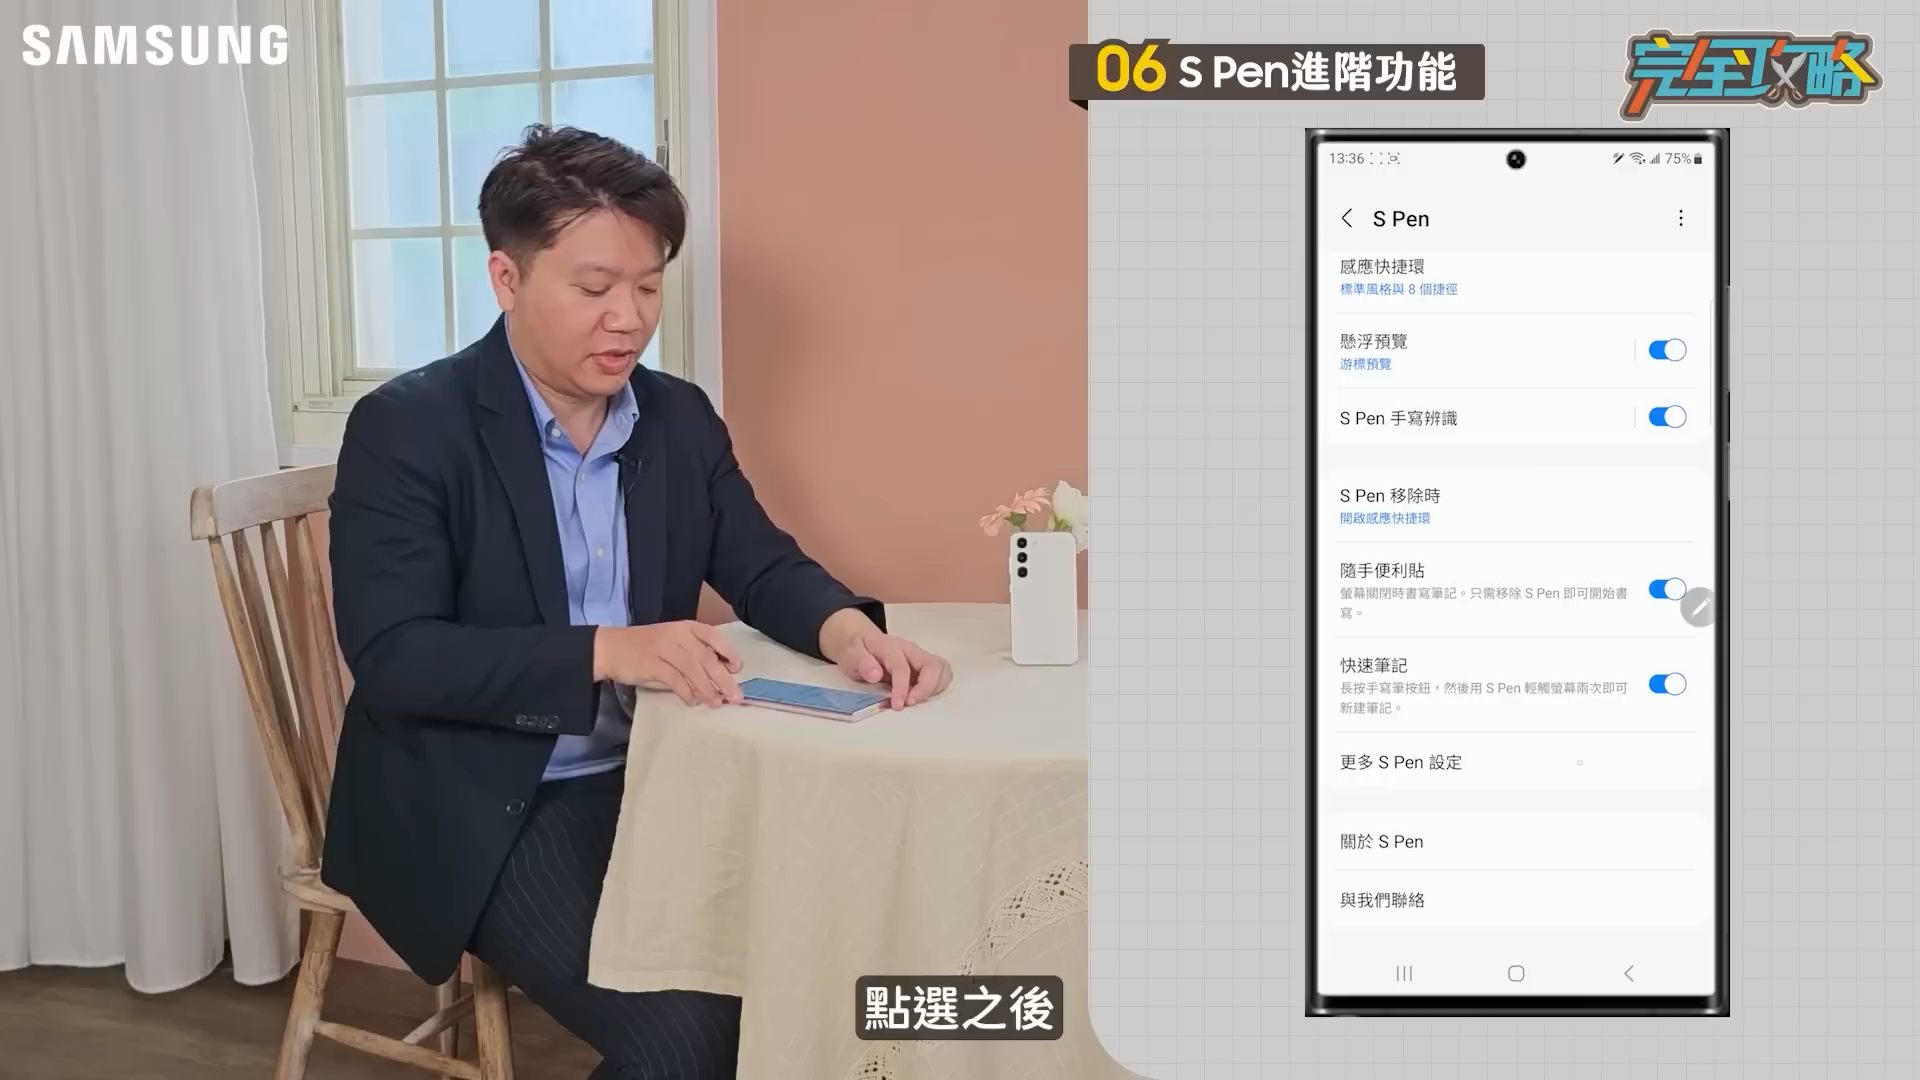 SAMSUNG
06 S Pen進階功能
完全攻略
13:36
75%
S Pen
感應快捷環
標準風格與 8 個捷徑
懸浮預覽
游標預覽
S Pen 手寫辨識
S Pen 移除時
開啟感應快捷環
隨手便利貼
螢幕關閉時書寫筆記。只需移除 S Pen 即可開始書
寫。
快速筆記
長按手寫筆按鈕,然後用 S Pen 輕觸螢幕兩次即可
新建筆記。
更多 S Pen 設定
關於 S Pen
與我們聯絡
點選之後